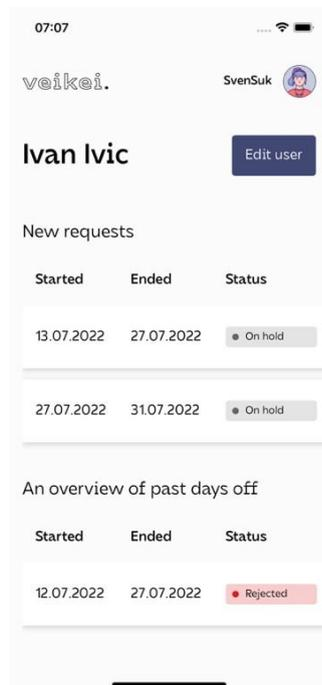 07:07
veikei.
SvenSuk
Ivan Ivic
Edit user
New requests
Started Ended Status
13.07.2022 27.07.2022 On hold
27.07.2022 31.07.2022 On hold
An overview of past days off
Started Ended Status
12.07.2022 27.07.2022 Rejected